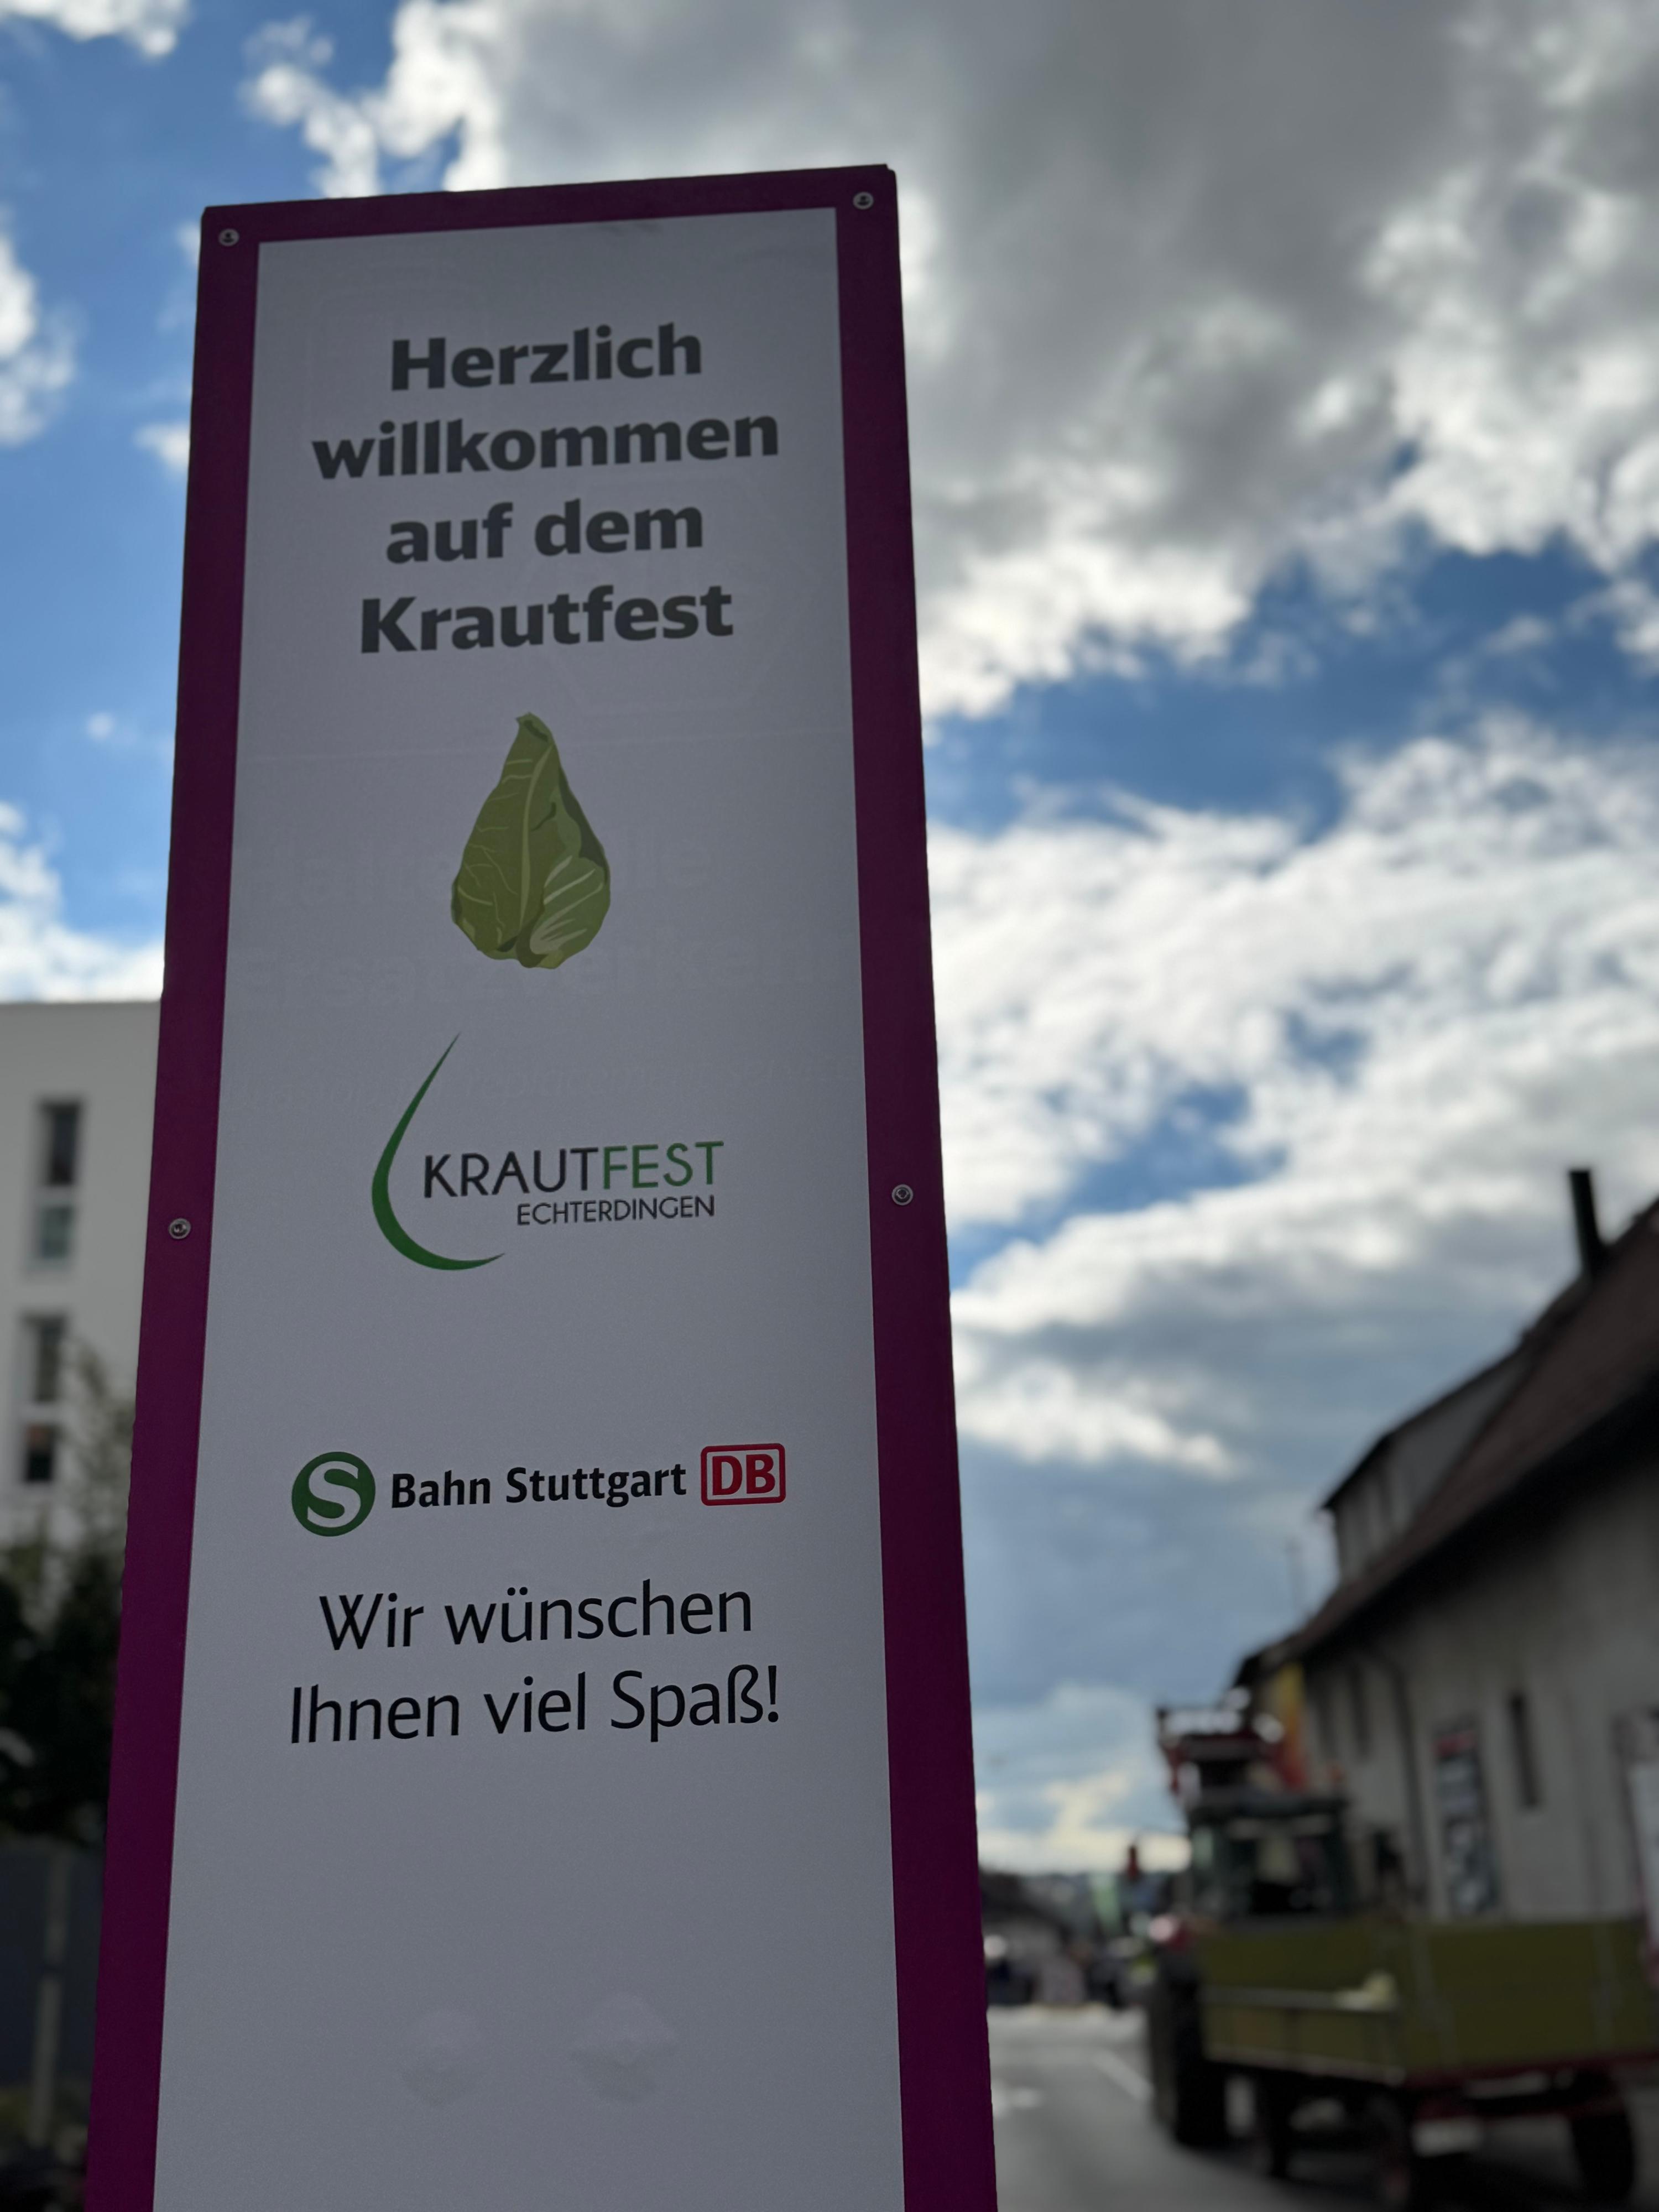 Herzlich
willkommen
auf dem
Krautfest
KRAUTFEST
ECHTERDINGEN
S Bahn Stuttgart DB
Wir wünschen
Ihnen viel Spaß!